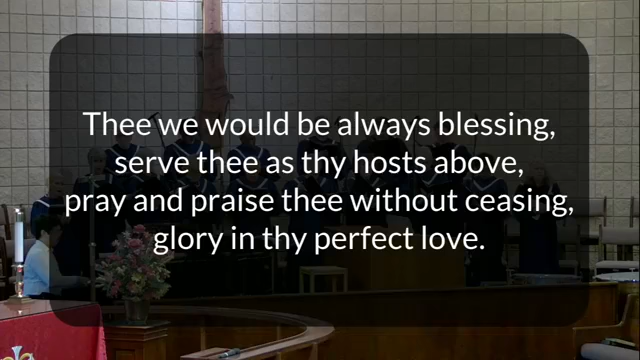 Thee we would be always blessing,
serve thee as thy hosts above,
pray and praise thee without ceasing,
glory in thy perfect love.